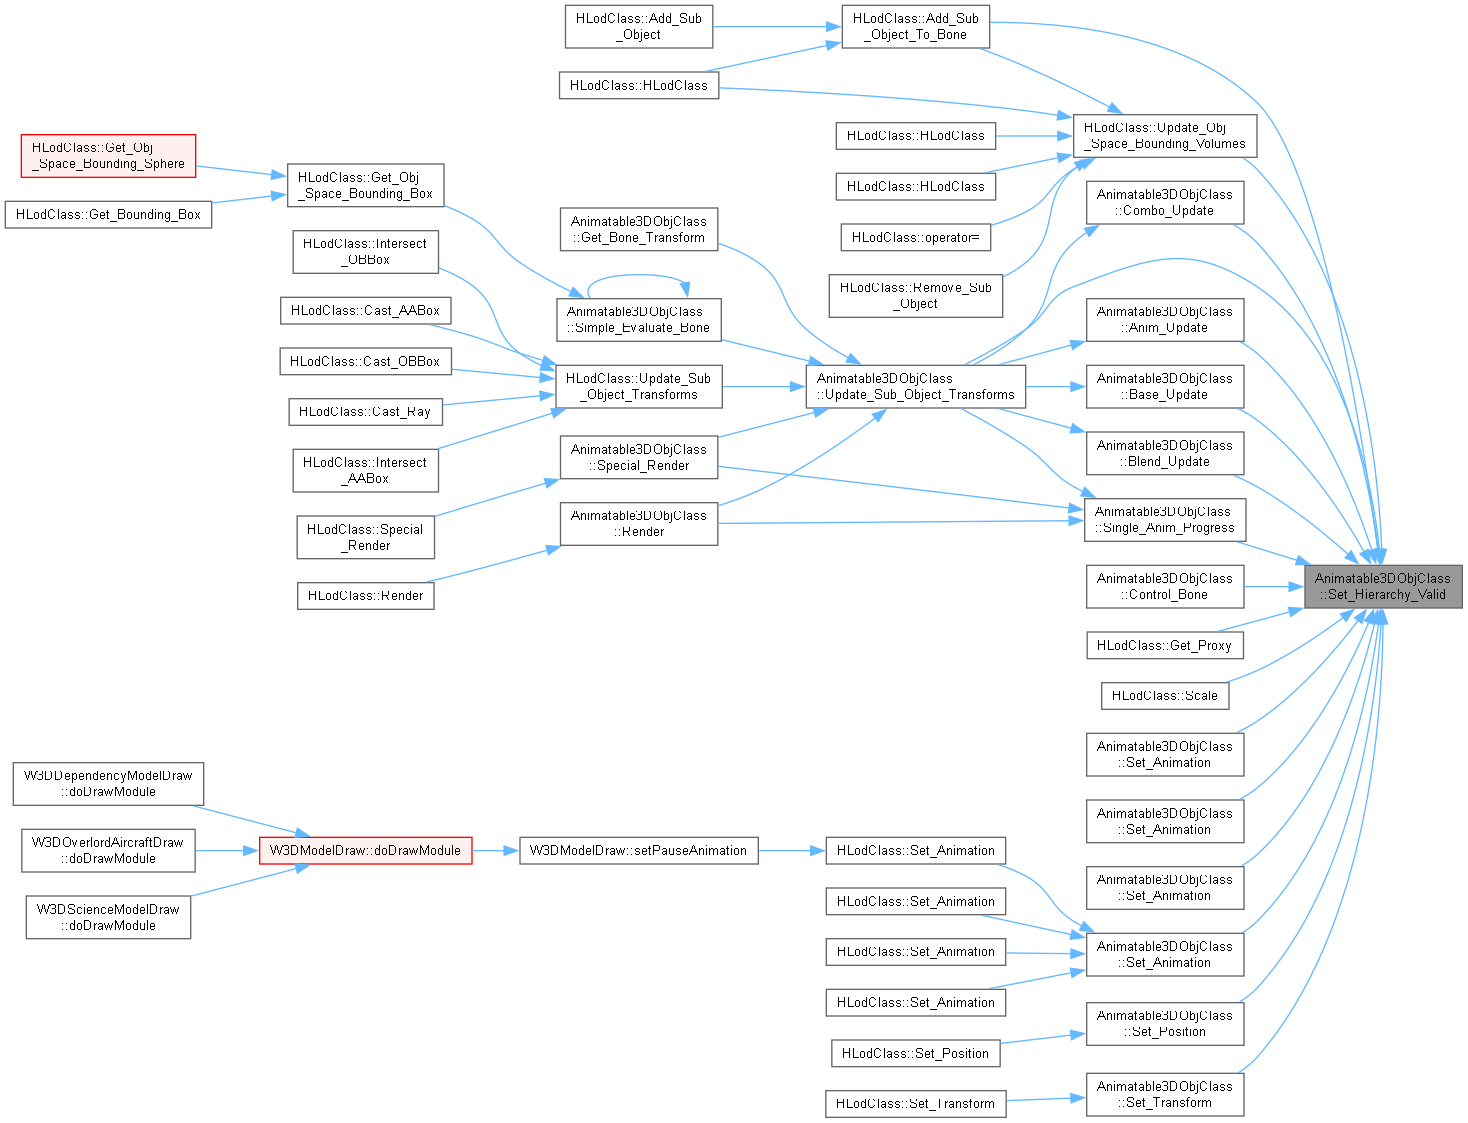 HLodClass::Add_Sub
_Object
HLodClass::Add_Sub
_Object_To_Bone
HLodClass::HLodClass
HLodClass::Update_Obj
_Space_Bounding_Volumes
HLodClass::HLodClass
HLodClass::HLodClass
HLodClass::operator=
HLodClass::Remove_Sub
_Object
HLodClass::Get_Obj
_Space_Bounding_Sphere
HLodClass::Get_Bounding_Box
HLodClass::Get_Obj
_Space_Bounding_Box
HLodClass::Intersect
_OBBox
HLodClass::Cast_AABox
HLodClass::Cast_OBBox
HLodClass::Cast_Ray
HLodClass::Intersect
_AABox
HLodClass::Special
_Render
HLodClass::Render
Animatable3DObjClass
::Get_Bone_Transform
Animatable3DObjClass
::Simple_Evaluate_Bone
HLodClass::Update_Sub
_Object_Transforms
Animatable3DObjClass
::Special_Render
Animatable3DObjClass
::Render
Animatable3DObjClass
::Update_Sub_Object_Transforms
Animatable3DObjClass
::Combo_Update
Animatable3DObjClass
::Anim_Update
Animatable3DObjClass
::Base_Update
Animatable3DObjClass
::Blend_Update
Animatable3DObjClass
::Single_Anim_Progress
Animatable3DObjClass
::Control_Bone
HLodClass::Get_Proxy
HLodClass::Scale
Animatable3DObjClass
::Set_Hierarchy_Valid
Animatable3DObjClass
::Set_Animation
Animatable3DObjClass
::Set_Animation
Animatable3DObjClass
::Set_Animation
Animatable3DObjClass
::Set_Animation
Animatable3DObjClass
::Set_Position
Animatable3DObjClass
::Set_Transform
W3DDependencyModelDraw
::doDrawModule
W3DOverlordAircraftDraw
::doDrawModule
W3DScienceModelDraw
::doDrawModule
W3DModelDraw::doDrawModule
W3DModelDraw::setPauseAnimation
HLodClass::Set_Animation
HLodClass::Set_Animation
HLodClass::Set_Animation
HLodClass::Set_Animation
HLodClass::Set_Position
HLodClass::Set_Transform